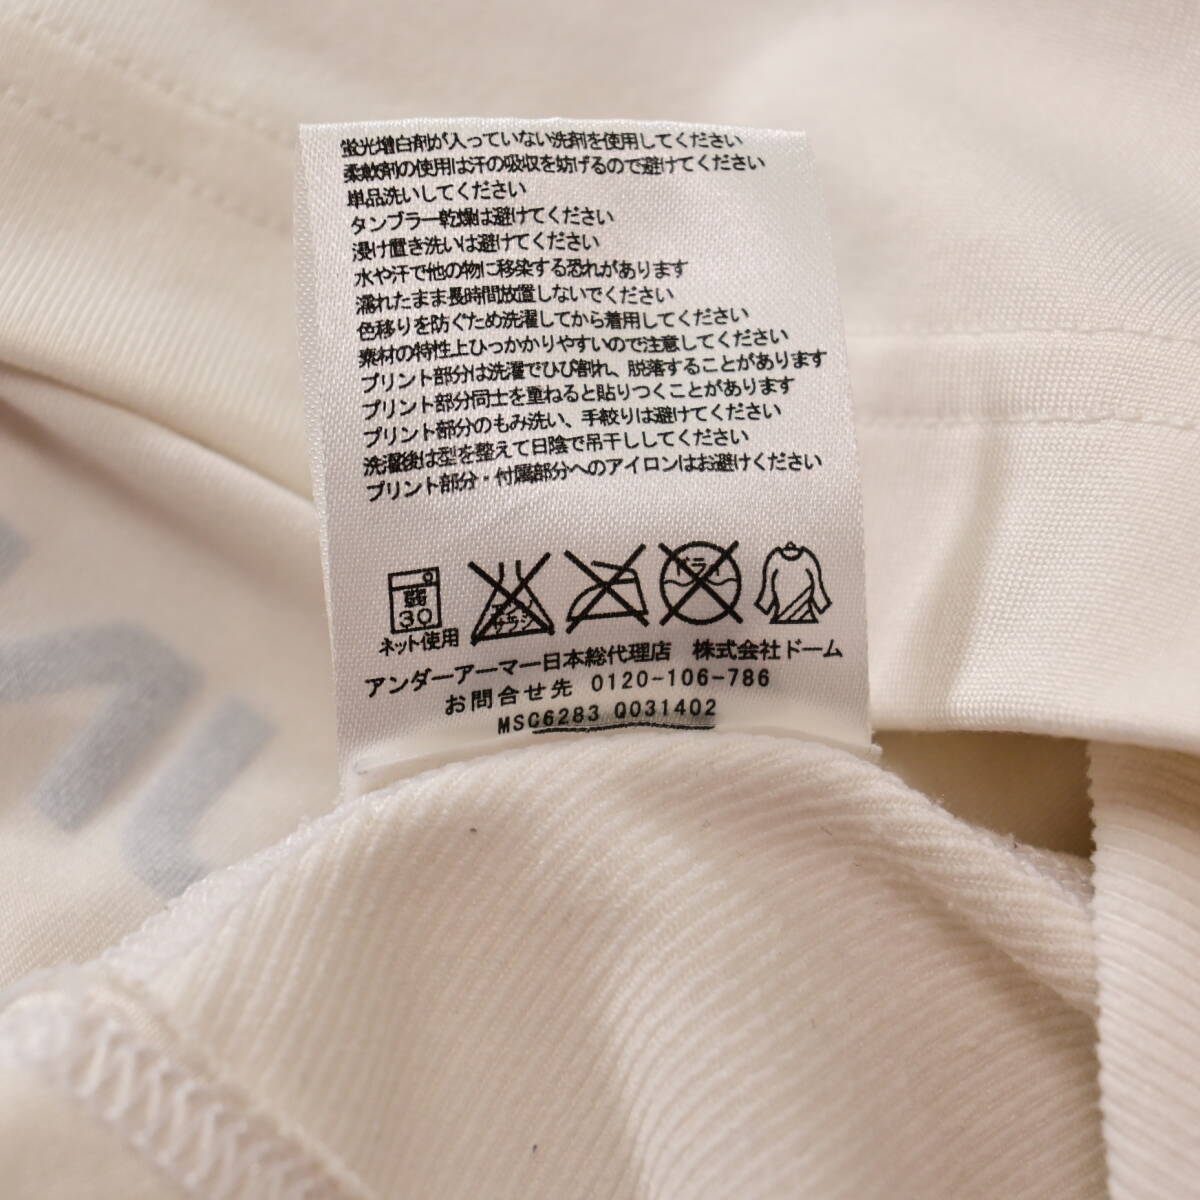 蛍光増白剤が入っていない洗剤を使用してください
柔軟剤の使用は汗の吸収を妨げるので避けてください
単品洗いしてください
タンブラー乾燥は避けてください
浸け置き洗いは避けてください
水や汗で他の物に移染する恐れがあります
濡れたまま長時間放置しないでください
色移りを防ぐため洗濯してから着用してください
素材の特性上ひっかかりやすいので注意してください
プリント部分は洗濯でひび割れ、脱落することがあります
プリント部分同士を重ねると貼りつくことがあります
プリント部分のもみ洗い、手絞りは避けてください
洗濯後は型を整えて日陰で吊干ししてください
プリント部分・付属部分へのアイロンはお避けください
弱
30
エンソ
サラシ
ドライ
ネット使用
アンダーアーマー日本総代理店 株式会社ドーム
お問合せ先 0120-106-786
MSC6283 Q031402